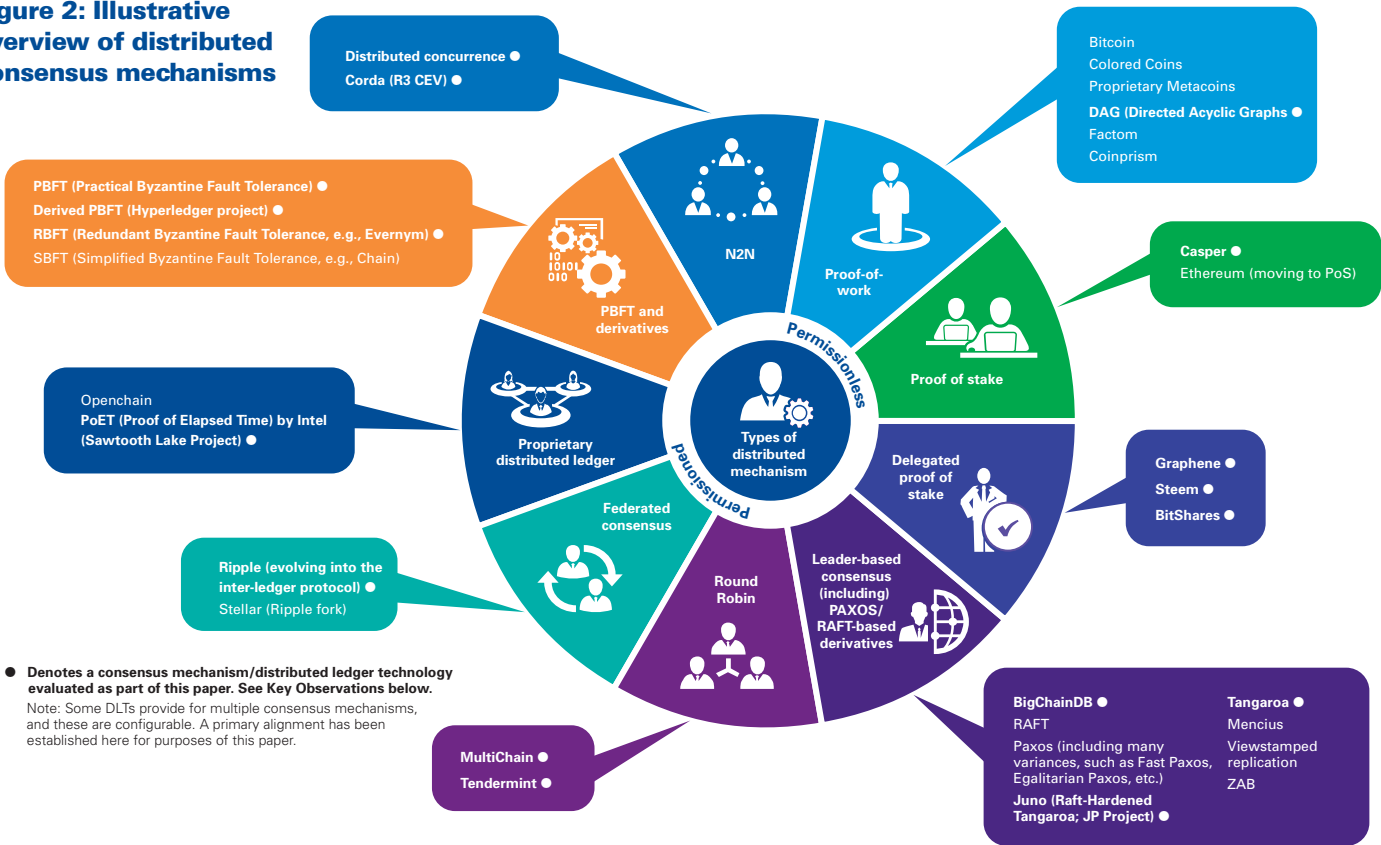 gure 2: Illustrative
verview of distributed
onsensus mechanisms
Distributed concurrence ●
Corda (R3 CEV) ●
Bitcoin
Colored Coins
Proprietary Metacoins
DAG (Directed Acyclic Graphs ●
Factom
Coinprism
PBFT (Practical Byzantine Fault Tolerance) ●
Derived PBFT (Hyperledger project) ●
RBFT (Redundant Byzantine Fault Tolerance, e.g., Evernym) ●
SBFT (Simplified Byzantine Fault Tolerance, e.g., Chain)
Casper ●
Ethereum (moving to PoS)
Openchain
PoET (Proof of Elapsed Time) by Intel
(Sawtooth Lake Project) ●
Graphene ●
Steem ●
BitShares ●
Ripple (evolving into the
inter-ledger protocol) ●
Stellar (Ripple fork)
MultiChain ●
Tendermint ●
BigChainDB ●
RAFT
Paxos (including many
variances, such as Fast Paxos,
Egalitarian Paxos, etc.)
Juno (Raft-Hardened
Tangaroa; JP Project) ●
Tangaroa ●
Mencius
Viewstamped
replication
ZAB
N2N
Proof-of-
work
Proof of stake
Delegated
proof of
stake
Leader-based
consensus
(including)
PAXOS/
RAFT-based
derivatives
Round
Robin
Federated
consensus
Proprietary
distributed ledger
10
10101
010
PBFT and
derivatives
Permissionless
Permissioned
Types of
distributed
mechanism
● Denotes a consensus mechanism/distributed ledger technology
evaluated as part of this paper. See Key Observations below.
Note: Some DLTs provide for multiple consensus mechanisms,
and these are configurable. A primary alignment has been
established here for purposes of this paper.